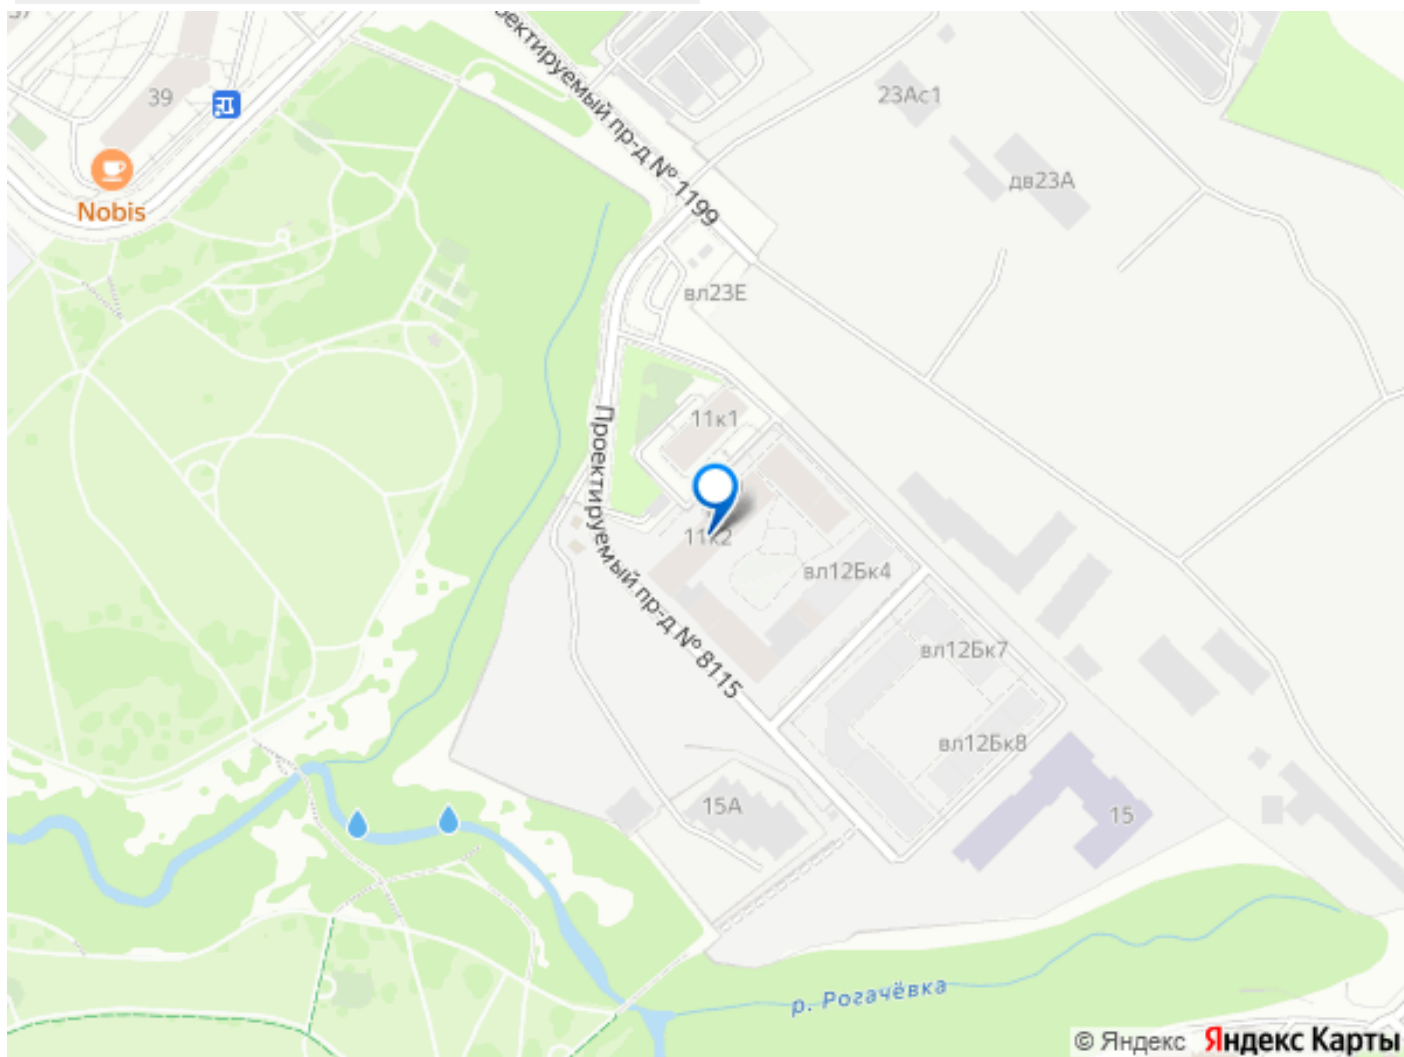 39
Nobis
ектируемый пр-д № 1199
23Ас1
дв23А
вл23Е
11к1
Проектируемый пр-д № 8115
11к2
вл12Бк4
вл12Бк7
вл12Бк8
15А
15
р. Рогачёвка
© Яндекс Яндекс Карты